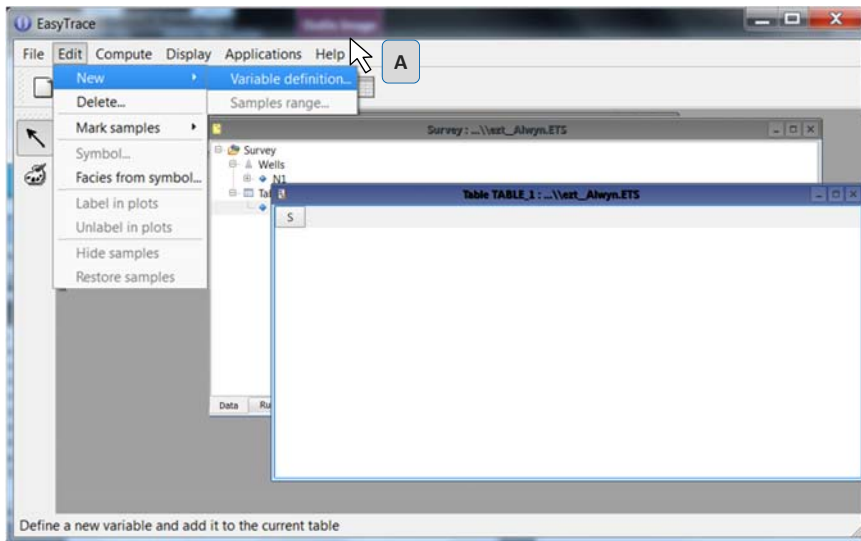 EasyTrace
File Edit Compute Display Applications Help
A
New
Variable definition...
Samples range...
Delete...
Mark samples
Symbol...
Facies from symbol...
Label in plots
Unlabel in plots
Hide samples
Restore samples
Survey : ...\\ext_Alwyn.ETS
Survey
Wells
N1
Table TABLE_1 : ...\\ext_Alwyn.ETS
S
Data
Define a new variable and add it to the current table